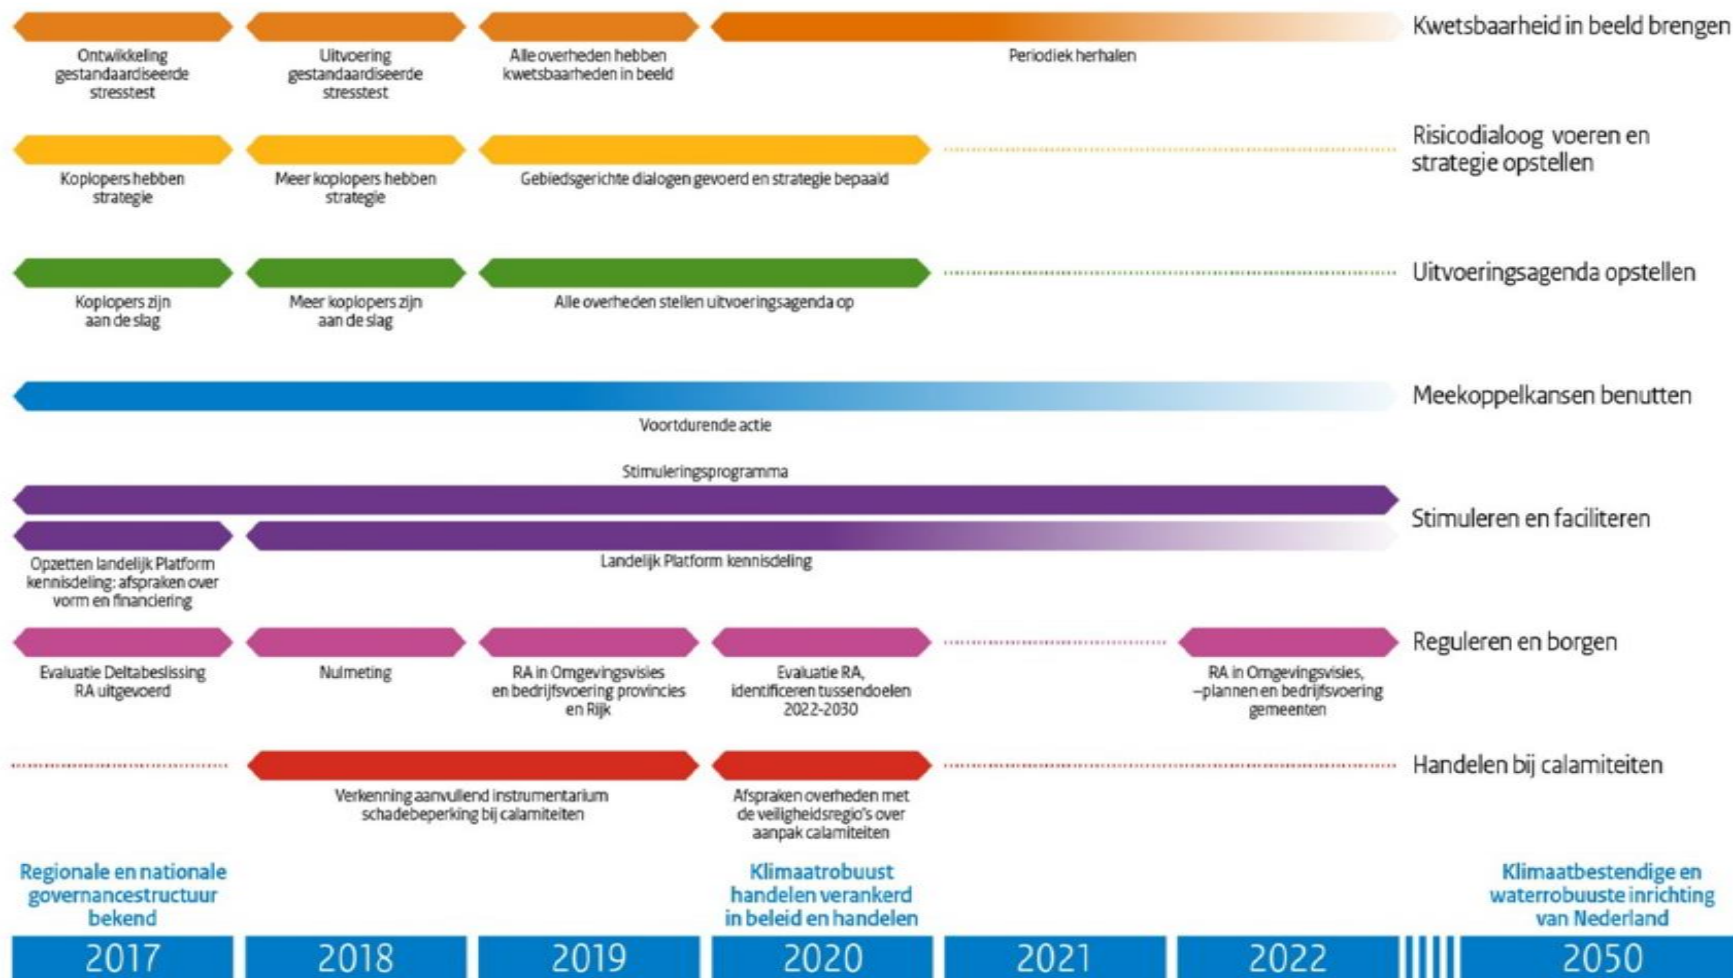 Kwetsbaarheid in beeld brengen
Ontwikkeling
gestandaardiseerde
stresstest
Uitvoering
gestandaardiseerde
stresstest
Alle overheden hebben
kwetsbaarheden in beeld
Periodiek herhalen
Risicodialoog voeren en
strategie opstellen
Koplopers hebben
strategie
Meer koplopers hebben
strategie
Gebiedsgerichte dialogen gevoerd en strategie bepaald
Uitvoeringsagenda opstellen
Koplopers zijn
aan de slag
Meer koplopers zijn
aan de slag
Alle overheden stellen uitvoeringsagenda op
Meekoppelkansen benutten
Voortdurende actie
Stimuleringsprogramma
Stimuleren en faciliteren
Opzetten landelijk Platform
kennisdeling: afspraken over
vorm en financiering
Landelijk Platform kennisdeling
Reguleren en borgen
Evaluatie Deltabeslissing
RA uitgevoerd
Nulmeting
RA in Omgevingsvisies
en bedrijfsvoering provincies
en Rijk
Evaluatie RA,
identificeren tussendoelen
2022-2030
RA in Omgevingsvisies,
–plannen en bedrijfsvoering
gemeenten
Handelen bij calamiteiten
Verkenning aanvullend instrumentarium
schadebeperking bij calamiteiten
Afspraken overheden met
de veiligheidsregio's over
aanpak calamiteiten
Regionale en nationale
governancestructuur
bekend
Klimaatrobuust
handelen verankerd
in beleid en handelen
Klimaatbestendige en
waterrobuuste inrichting
van Nederland
2017
2018
2019
2020
2021
2022
2050